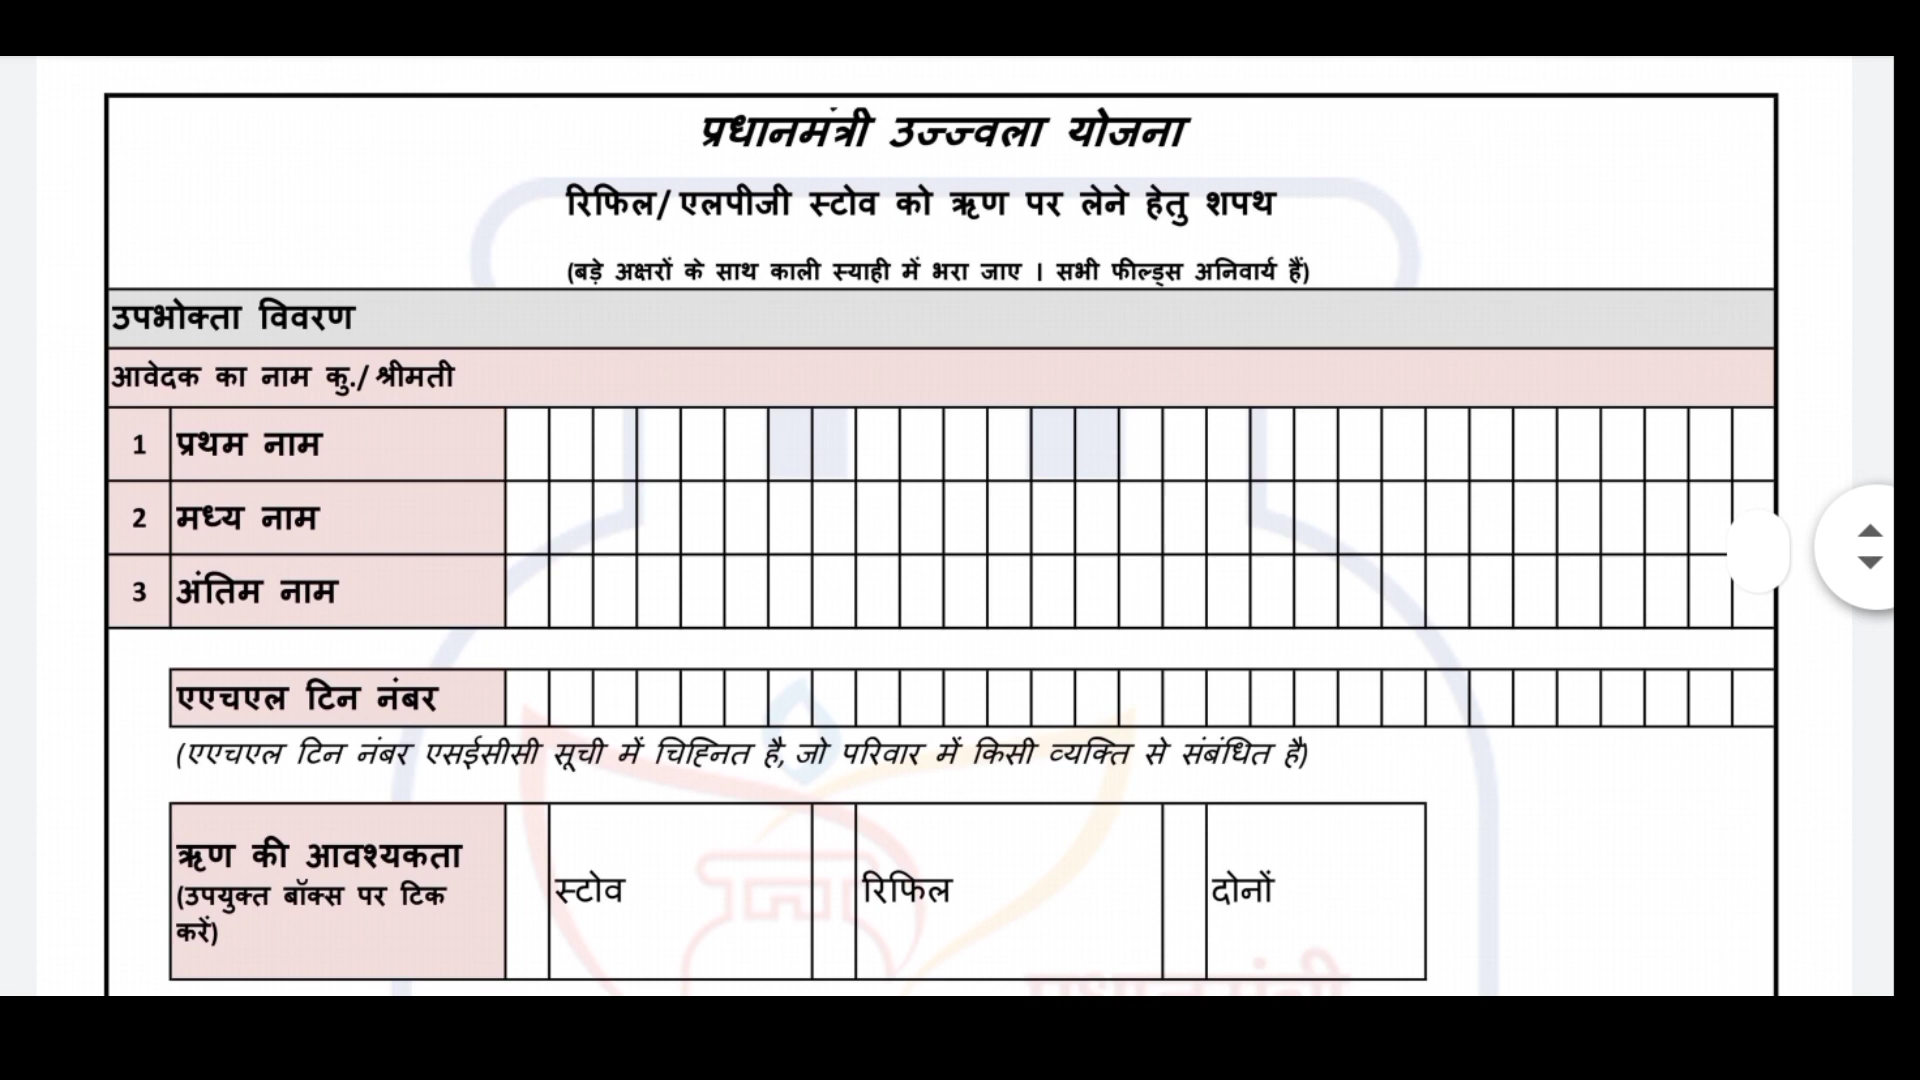 प्रधानमंत्री उज्ज्वला योजना
रिफिल/ एलपीजी स्टोव को ऋण पर लेने हेतु शपथ
(बड़े अक्षरों के साथ काली स्याही में भरा जाए । सभी फील्ड्स अनिवार्य हैं)
उपभोक्ता विवरण
आवेदक का नाम कु./ श्रीमती
1 प्रथम नाम
2 मध्य नाम
3 अंतिम नाम
एएचएल टिन नंबर
(एएचएल टिन नंबर एसईसीसी सूची में चिह्नित है, जो परिवार में किसी व्यक्ति से संबंधित है)
ऋण की आवश्यकता
(उपयुक्त बॉक्स पर टिक
करें)
स्टोव
रिफिल
दोनों
प्रधानमंत्री